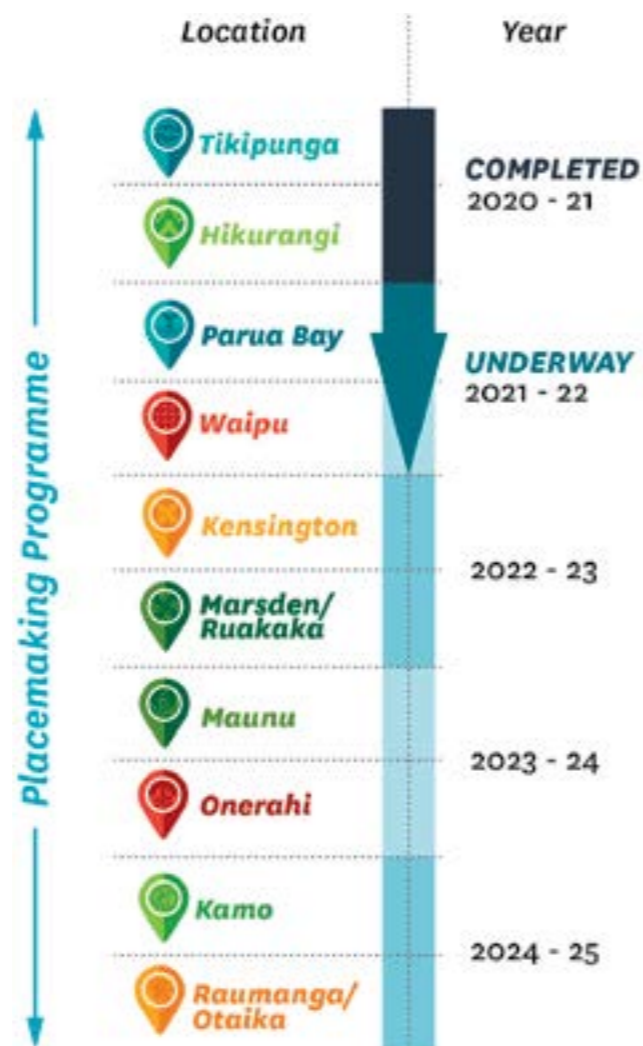 Location Year
Placemaking Programme
Tikipunga
COMPLETED
2020 - 21
Hikurangi
Parua Bay
UNDERWAY
2021 - 22
Waipu
Kensington
2022 - 23
Marsden/
Ruakaka
Maunu
2023 - 24
Onerahi
Kamo
2024 - 25
Raumanga/
Otaika